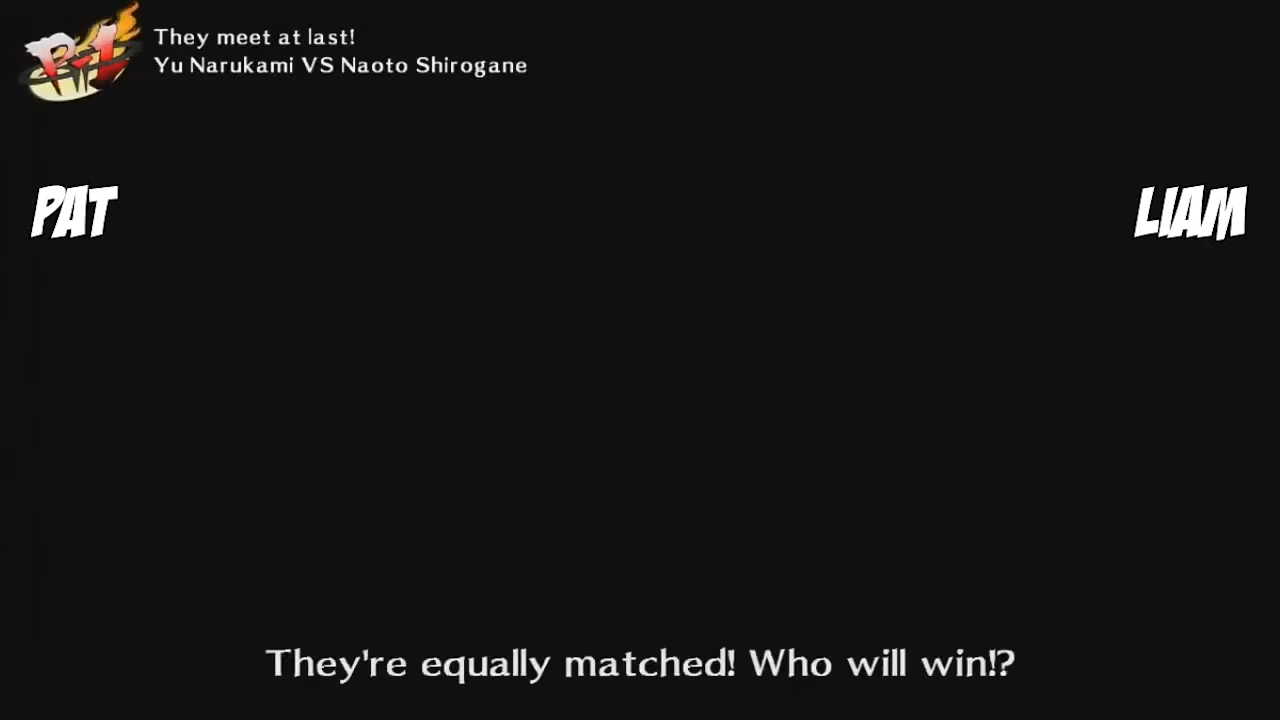 P-1
They meet at last!
Yu Narukami VS Naoto Shirogane
PAT
LIAM
They're equally matched! Who will win!?